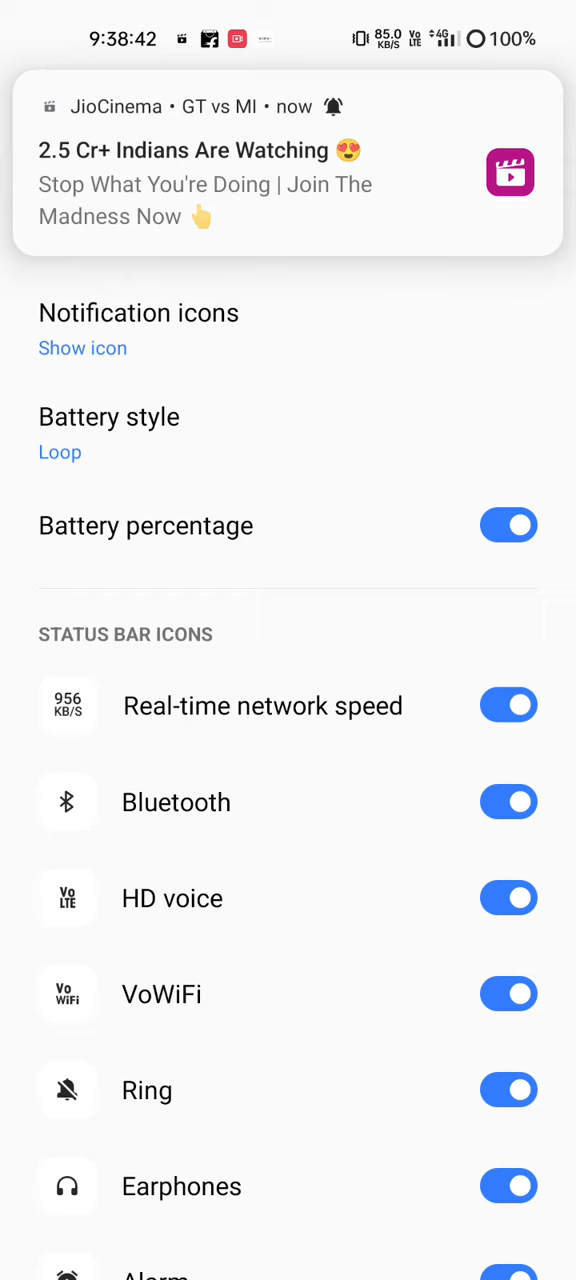 9:38:42 85.0 KB/S Vo LTE 4G 100%
JioCinema • GT vs MI • now
2.5 Cr+ Indians Are Watching 😍
Stop What You're Doing | Join The
Madness Now 👆
Notification icons
Show icon
Battery style
Loop
Battery percentage
STATUS BAR ICONS
956 KB/S Real-time network speed
Bluetooth
Vo LTE HD voice
Vo WiFi VoWiFi
Ring
Earphones
Alarm